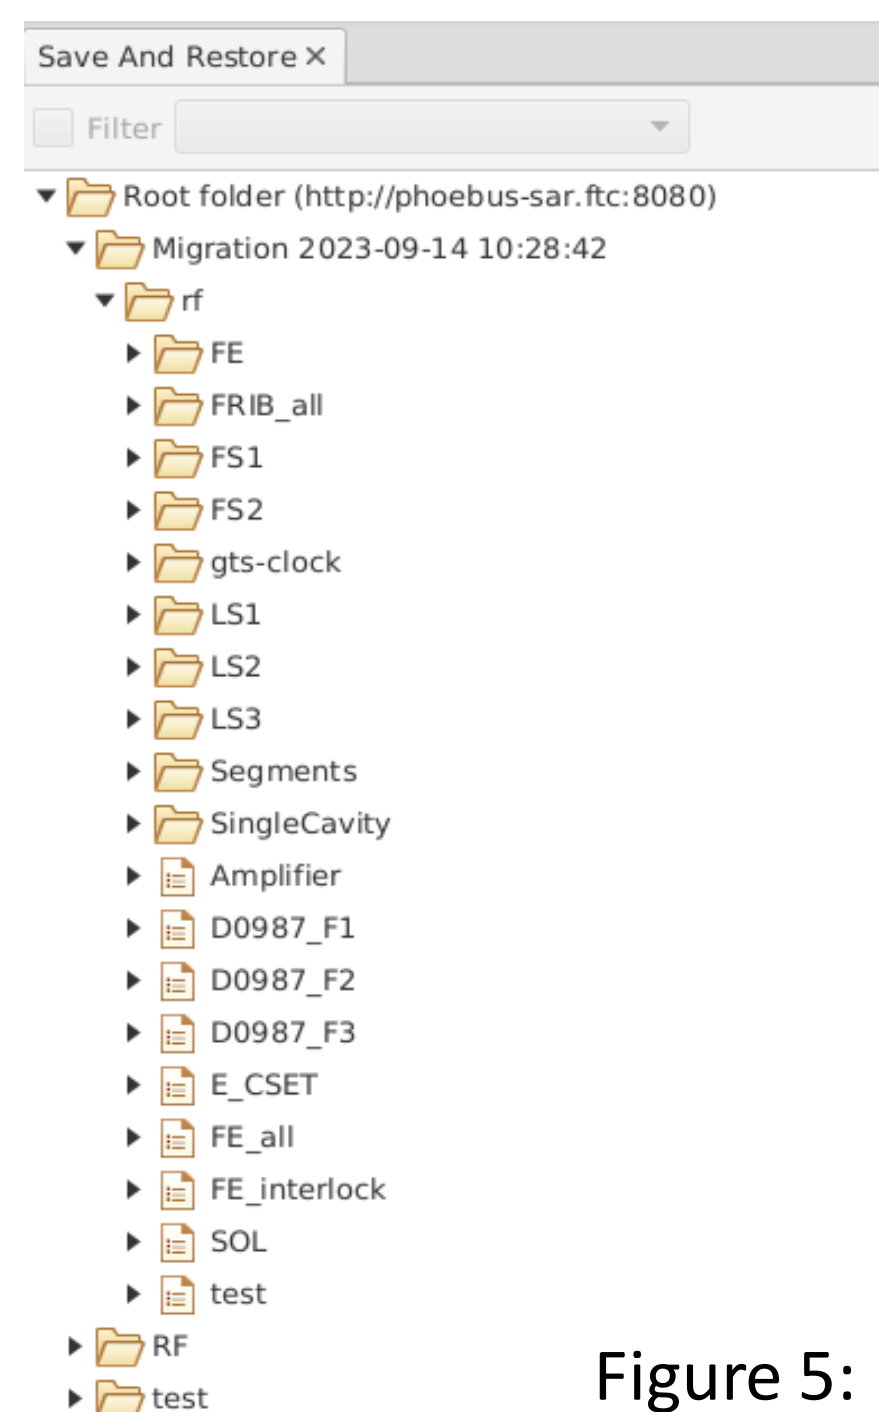 Save And Restore ×
Filter
Root folder (http://phoebus-sar.ftc:8080)
Migration 2023-09-14 10:28:42
rf
FE
FRIB_all
FS1
FS2
gts-clock
LS1
LS2
LS3
Segments
SingleCavity
Amplifier
D0987_F1
D0987_F2
D0987_F3
E_CSET
FE_all
FE_interlock
SOL
test
RF
test
Figure 5: